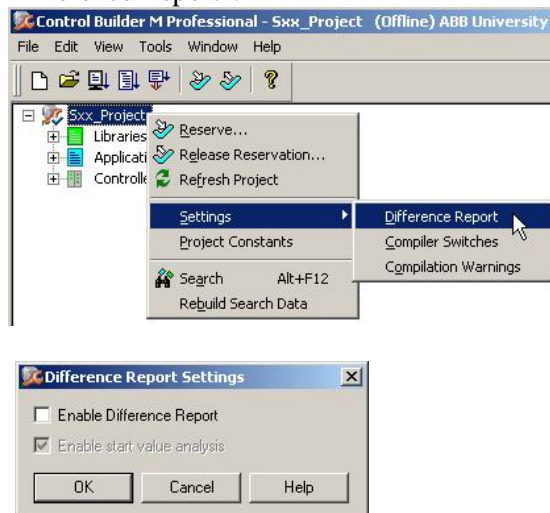 Control Builder M Professional - Sxx_Project (Offline) ABB University
File Edit View Tools Window Help
Sxx_Project
Libraries
Applicati
Controlle
Reserve...
Release Reservation...
Refresh Project
Settings
Project Constants
Search Alt+F12
Rebuild Search Data
Difference Report
Compiler Switches
Compilation Warnings
Difference Report Settings
Enable Difference Report
Enable start value analysis
OK Cancel Help